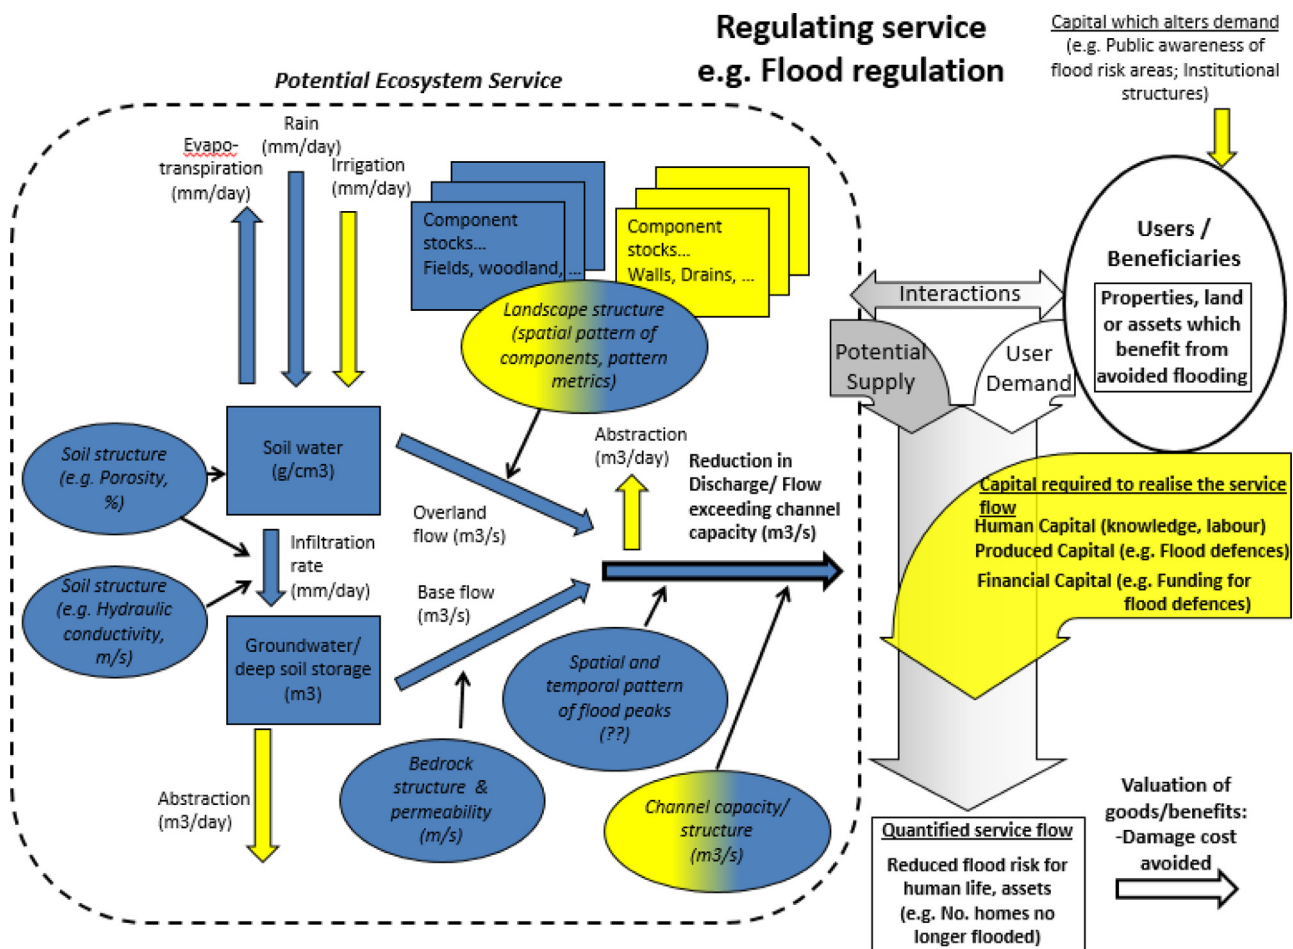 Regulating service
e.g. Flood regulation
Capital which alters demand
(e.g. Public awareness of
flood risk areas; Institutional
structures)
Potential Ecosystem Service
Evapo-
transpiration
(mm/day)
Rain
(mm/day)
Irrigation
(mm/day)
Component
stocks...
Fields, woodland, ...
Component
stocks...
Walls, Drains, ...
Landscape structure
(spatial pattern of
components, pattern
metrics)
Users /
Beneficiaries
Properties, land
or assets which
benefit from
avoided flooding
Interactions
Potential
Supply
User
Demand
Soil structure
(e.g. Porosity,
%)
Soil water
(g/cm3)
Overland
flow (m3/s)
Abstraction
(m3/day)
Reduction in
Discharge/ Flow
exceeding channel
capacity (m3/s)
Capital required to realise the service
flow
Human Capital (knowledge, labour)
Produced Capital (e.g. Flood defences)
Financial Capital (e.g. Funding for
flood defences)
Infiltration
rate
(mm/day)
Soil structure
(e.g. Hydraulic
conductivity,
m/s)
Base flow
(m3/s)
Groundwater/
deep soil storage
(m3)
Spatial and
temporal pattern
of flood peaks
(??)
Bedrock
structure &
permeability
(m/s)
Abstraction
(m3/day)
Channel capacity/
structure
(m3/s)
Quantified service flow
Reduced flood risk for
human life, assets
(e.g. No. homes no
longer flooded)
Valuation of
goods/benefits:
-Damage cost
avoided